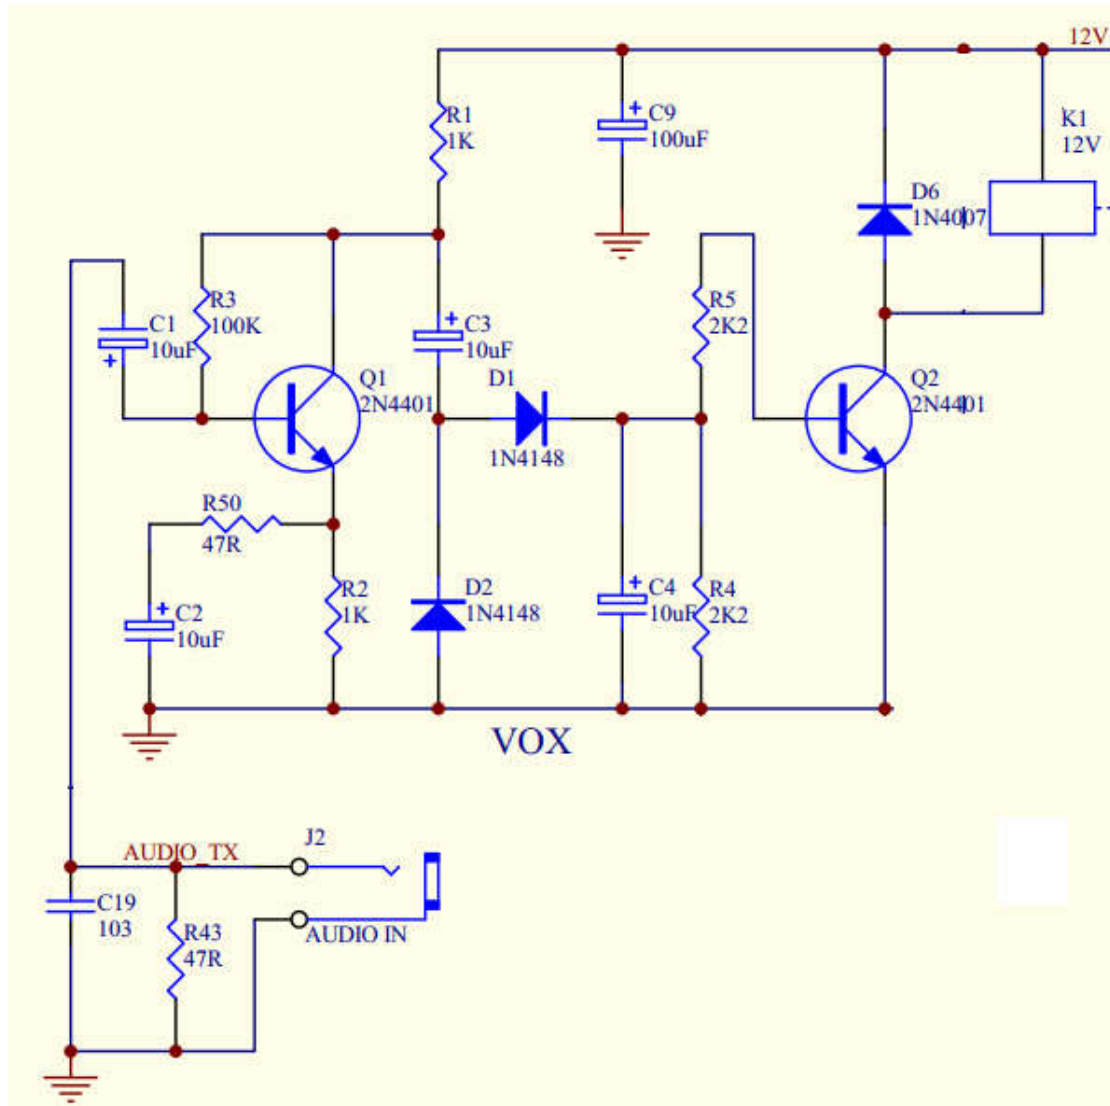 12V
R1
1K
C9
100uF
K1
12V
D6
1N4007
R3
100K
C1
10uF
C3
10uF
R5
2K2
D1
1N4148
Q1
2N4401
Q2
2N4401
R50
47R
C2
10uF
R2
1K
D2
1N4148
C4
10uF
R4
2K2
VOX
AUDIO_TX
J2
C19
103
R43
47R
AUDIO IN